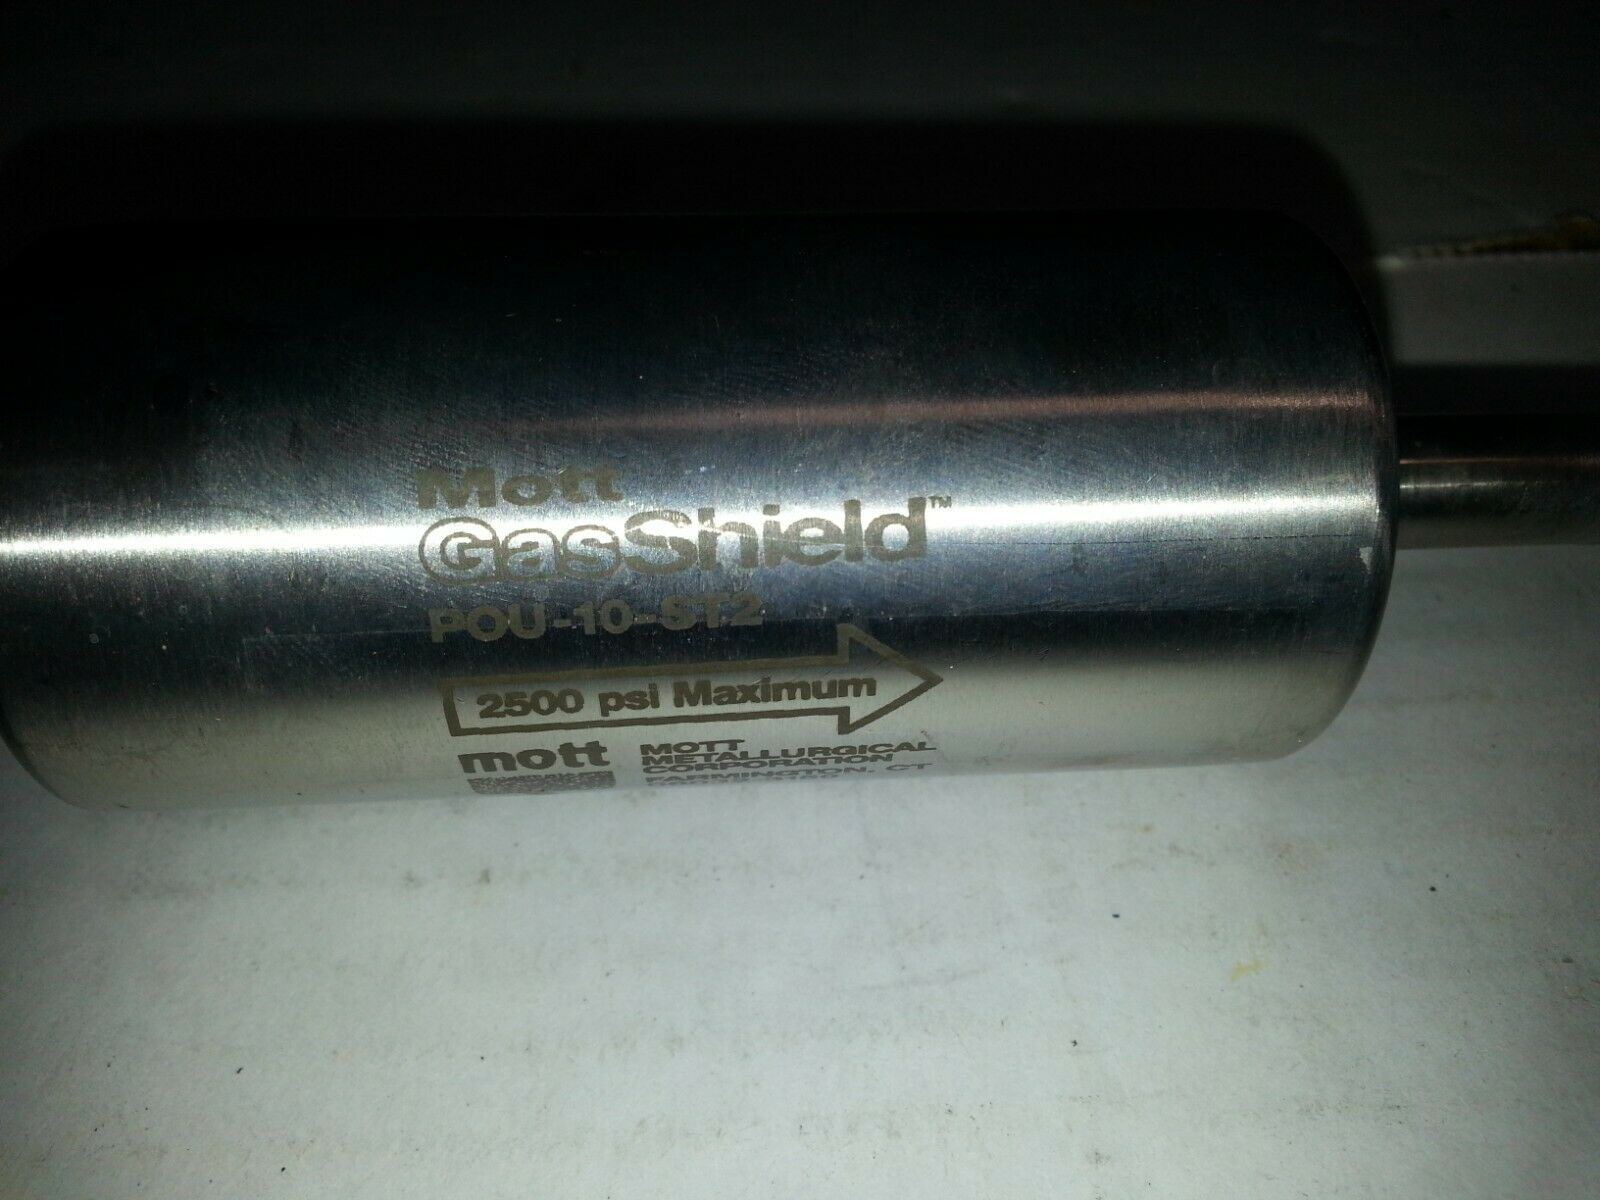 Mott
GasShield™
POU-10-ST2
2500 psi Maximum
mott
MOTT
METALLURGICAL
CORPORATION
FARMINGTON, CT